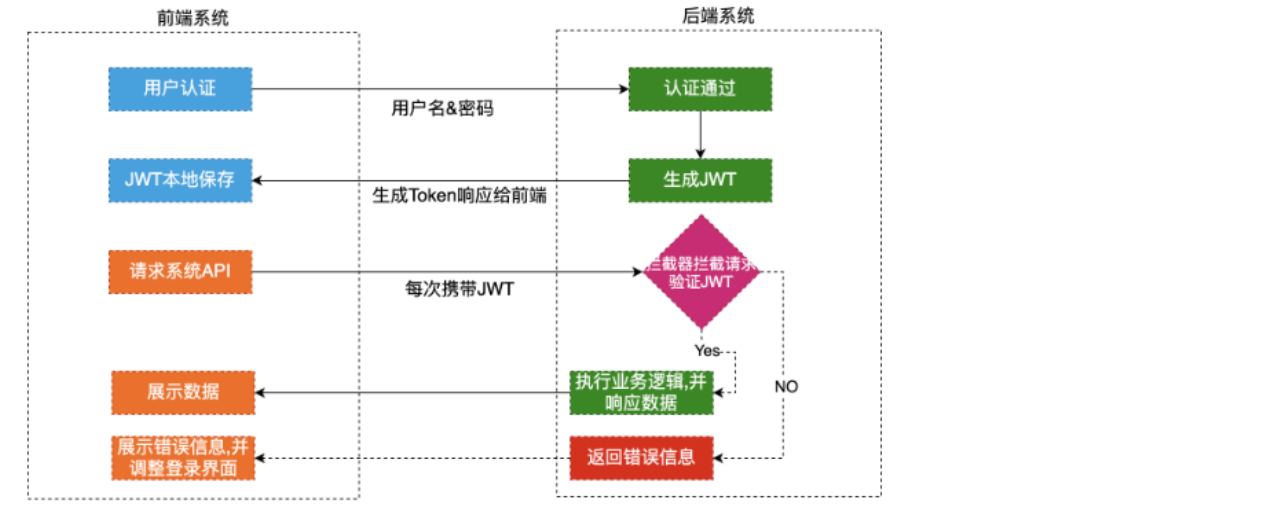 前端系统
后端系统
用户认证
认证通过
用户名&密码
JWT本地保存
生成JWT
生成Token响应给前端
请求系统API
拦截器拦截请求
验证JWT
每次携带JWT
Yes
NO
展示数据
执行业务逻辑,并
响应数据
展示错误信息,并
调整登录界面
返回错误信息